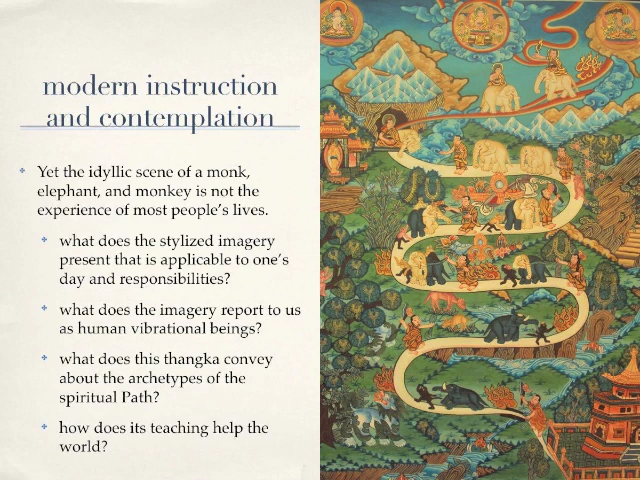 modern instruction
and contemplation
Yet the idyllic scene of a monk,
elephant, and monkey is not the
experience of most people's lives.
what does the stylized imagery
present that is applicable to one's
day and responsibilities?
what does the imagery report to us
as human vibrational beings?
what does this thangka convey
about the archetypes of the
spiritual Path?
how does its teaching help the
world?